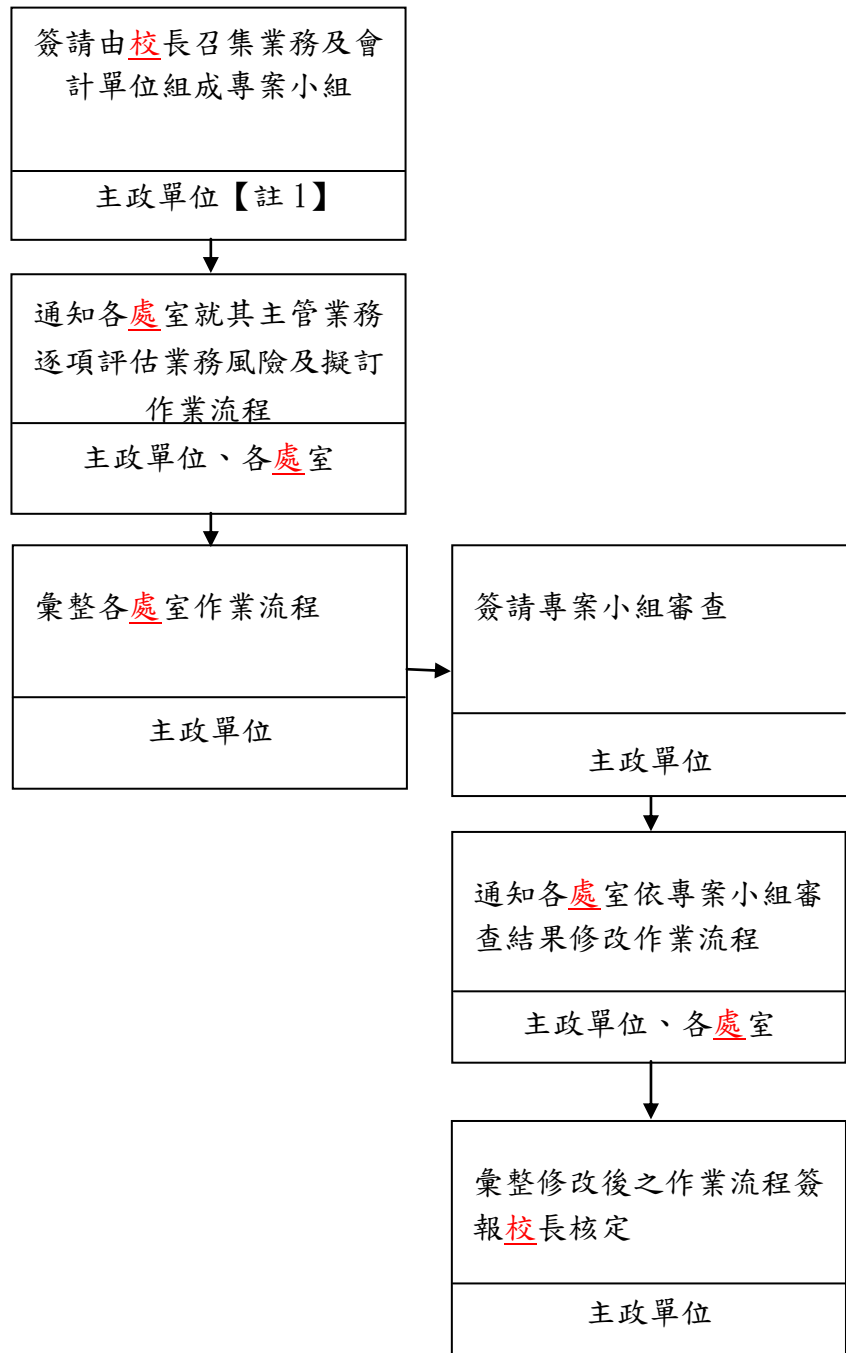 簽請由校長召集業務及會
計單位組成專案小組
主政單位【註1】
通知各處室就其主管業務
逐項評估業務風險及擬訂
作業流程
主政單位、各處室
彙整各處室作業流程
主政單位
簽請專案小組審查
主政單位
通知各處室依專案小組審
查結果修改作業流程
主政單位、各處室
彙整修改後之作業流程簽
報校長核定
主政單位